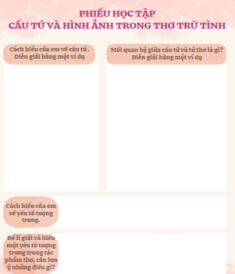 PHIẾU HỌC TẬP
CẤU TỨ VÀ HÌNH ẢNH TRONG THƠ TRỮ TÌNH
Cách hiểu của em về cấu tứ .
Diễn giải bằng một ví dụ
Mối quan hệ giữa cấu tứ và tứ thơ là gì?
Diễn giải bằng một ví dụ
Cách hiểu của em
về yếu tố tượng
trưng.
Để lí giải và hiểu
một yếu tố tượng
trưng trong tác
phẩm thơ, cần lưu
ý những điều gì?